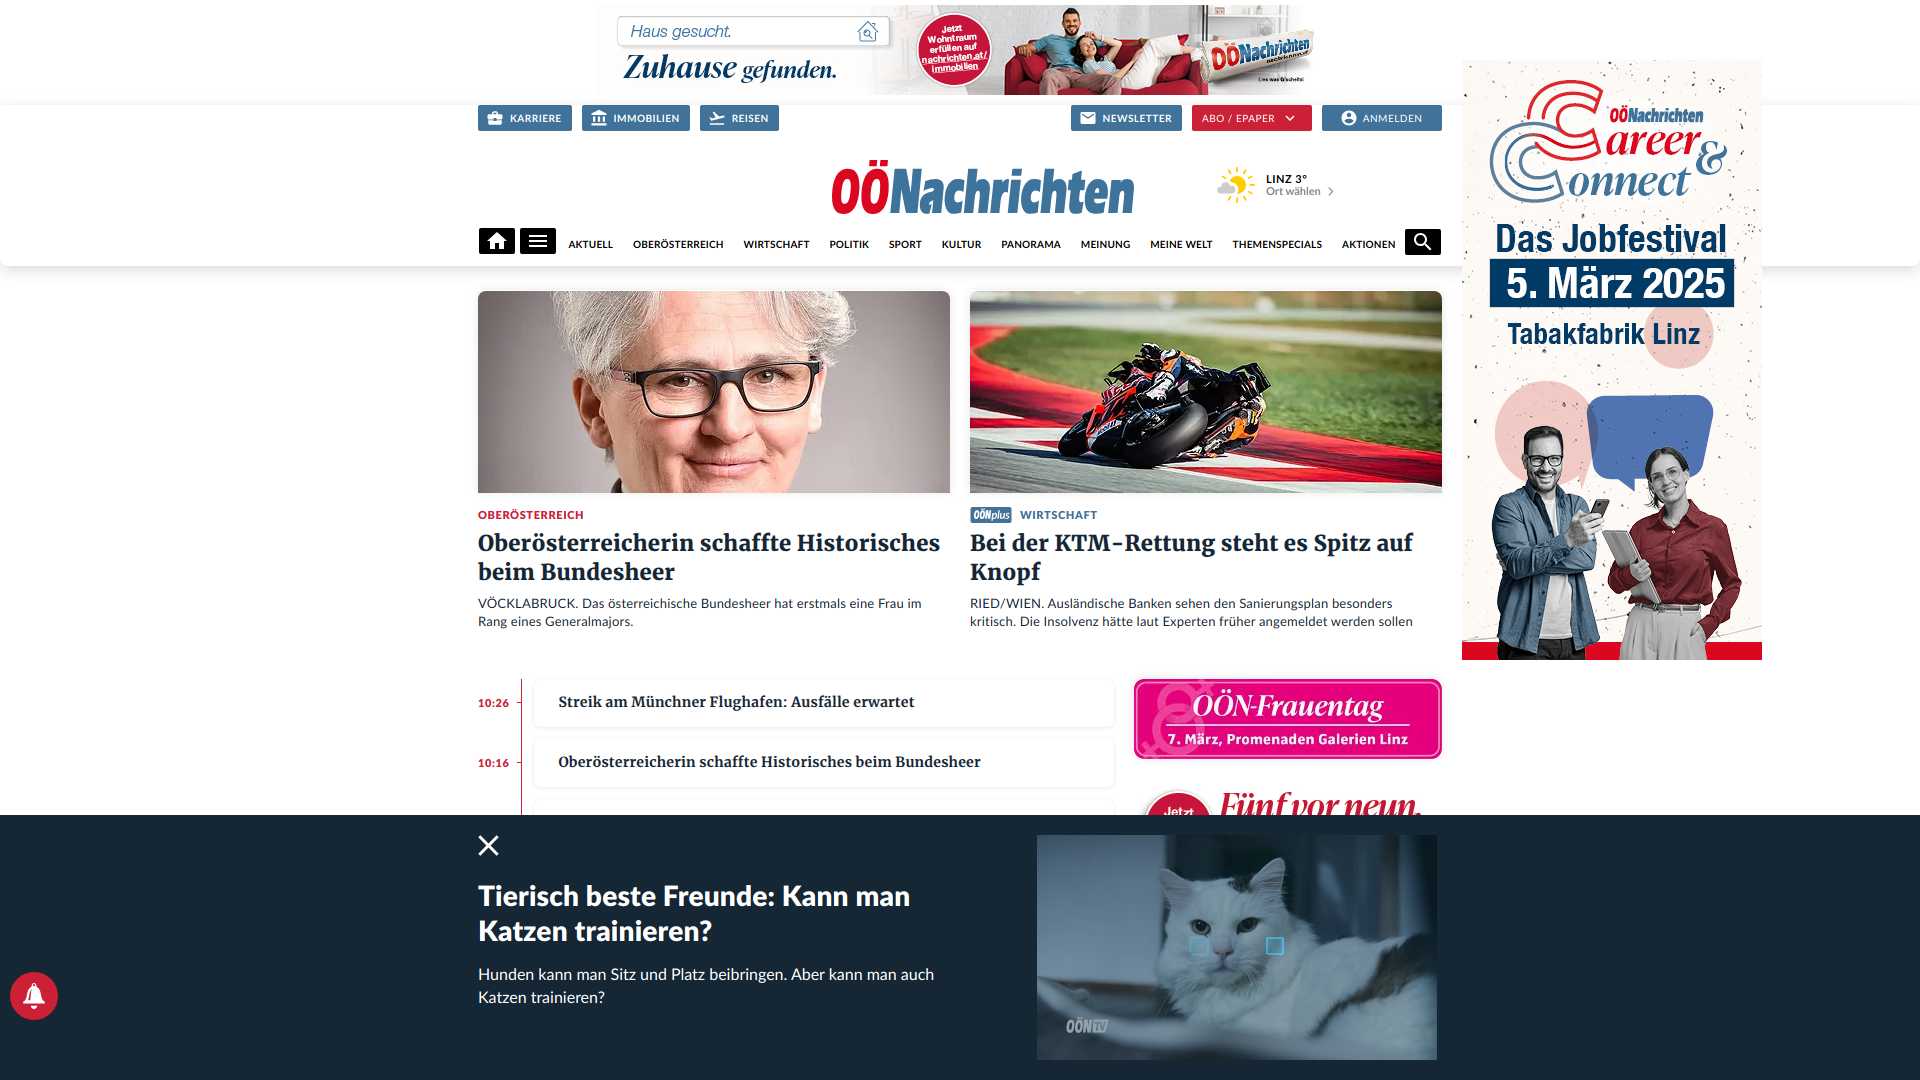 Haus gesucht.
Zuhause gefunden.
Jetzt
Wohntraum
erfüllen auf
nachrichten.at/
immobilien
OÖNachrichten
Lies was G'scheits!
KARRIERE
IMMOBILIEN
REISEN
NEWSLETTER
ABO / EPAPER
ANMELDEN
OÖNachrichten
LINZ 3°
Ort wählen
AKTUELL
OBERÖSTERREICH
WIRTSCHAFT
POLITIK
SPORT
KULTUR
PANORAMA
MEINUNG
MEINE WELT
THEMENSPECIALS
AKTIONEN
OÖNachrichten
Career &
Connect
Das Jobfestival
5. März 2025
Tabakfabrik Linz
OBERÖSTERREICH
Oberösterreicherin schaffte Historisches
beim Bundesheer
VÖCKLABRUCK. Das österreichische Bundesheer hat erstmals eine Frau im
Rang eines Generalmajors.
OÖNplus WIRTSCHAFT
Bei der KTM-Rettung steht es Spitz auf
Knopf
RIED/WIEN. Ausländische Banken sehen den Sanierungsplan besonders
kritisch. Die Insolvenz hätte laut Experten früher angemeldet werden sollen
10:26 Streik am Münchner Flughafen: Ausfälle erwartet
10:16 Oberösterreicherin schaffte Historisches beim Bundesheer
OÖN-Frauentag
7. März, Promenaden Galerien Linz
Jetzt
Fünf vor neun.
Tierisch beste Freunde: Kann man
Katzen trainieren?
Hunden kann man Sitz und Platz beibringen. Aber kann man auch
Katzen trainieren?
OÖN TV